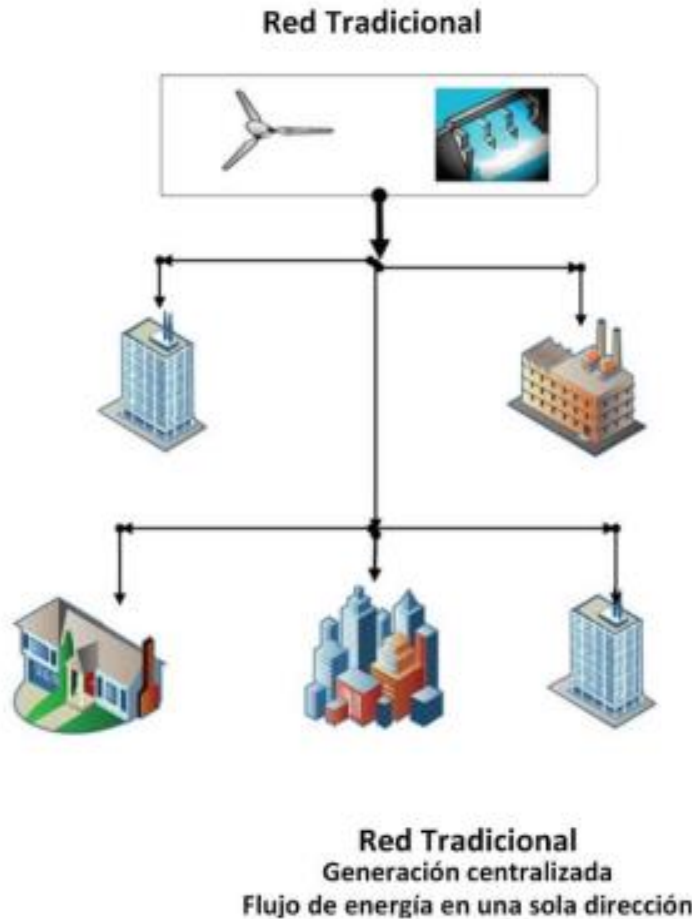 Red Tradicional
Red Tradicional
Generación centralizada
Flujo de energía en una sola dirección